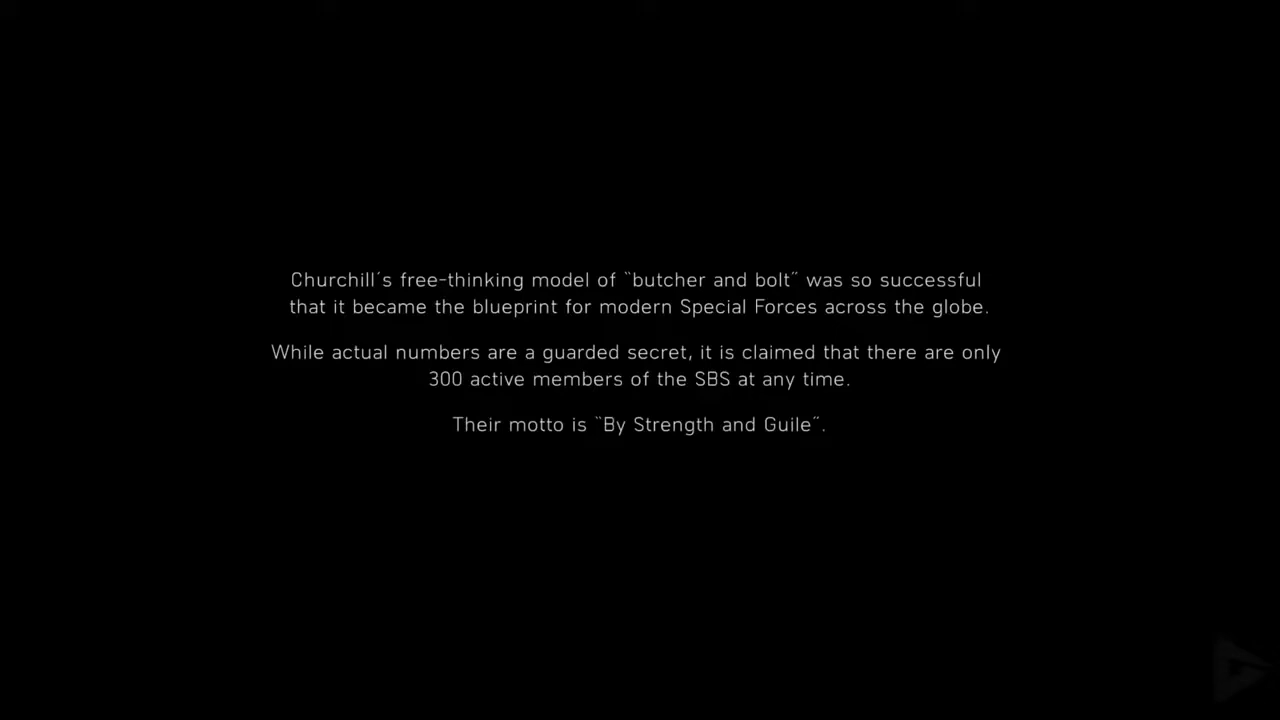 Churchill´s free-thinking model of “butcher and bolt” was so successful
that it became the blueprint for modern Special Forces across the globe.
While actual numbers are a guarded secret, it is claimed that there are only
300 active members of the SBS at any time.
Their motto is “By Strength and Guile”.